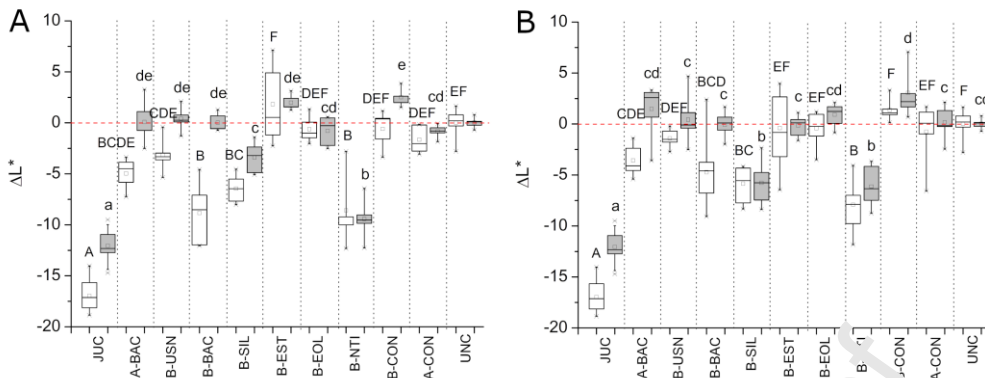 A
ΔL*
10
5
0
-5
-10
-15
-20
A
a
BCDE
de
CDE
de
B
de
BC
c
F
de
DEF
cd
B
b
DEF
e
DEF
cd
EF
JUC
A-BAC
B-USN
B-BAC
B-SIL
B-EST
B-EOL
B-NTI
B-CON
A-CON
UNC
B
ΔL*
10
5
0
-5
-10
-15
-20
A
a
CDE
cd
DEF
c
BCD
c
BC
b
EF
c
EF
cd
B
b
F
d
EF
c
F
JUC
A-BAC
B-USN
B-BAC
B-SIL
B-EST
B-EOL
A-CON
UNC